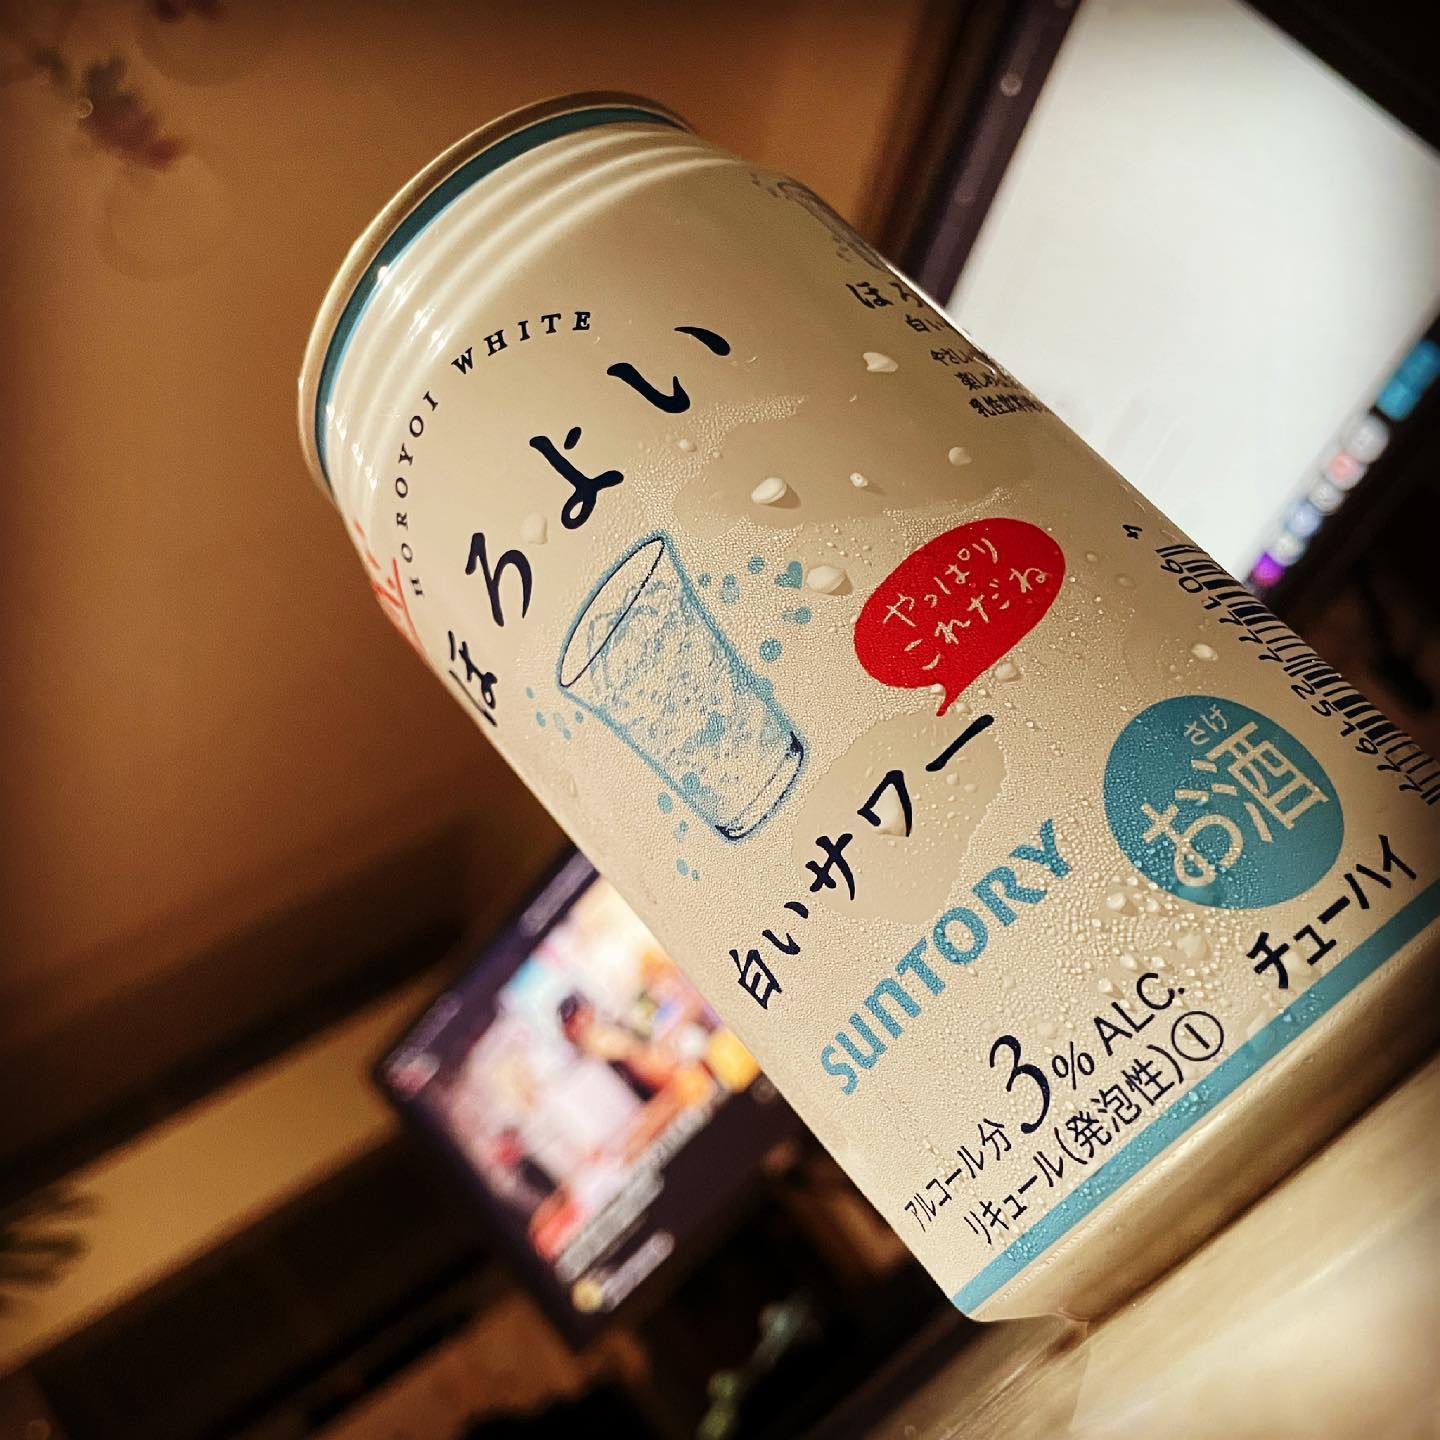 HOROYOI WHITE
ほろよい
やっぱり
これだね
白いサワー
SUNTORY
さけ
お酒
チューハイ
アルコール分 3% ALC.
リキュール(発泡性)①